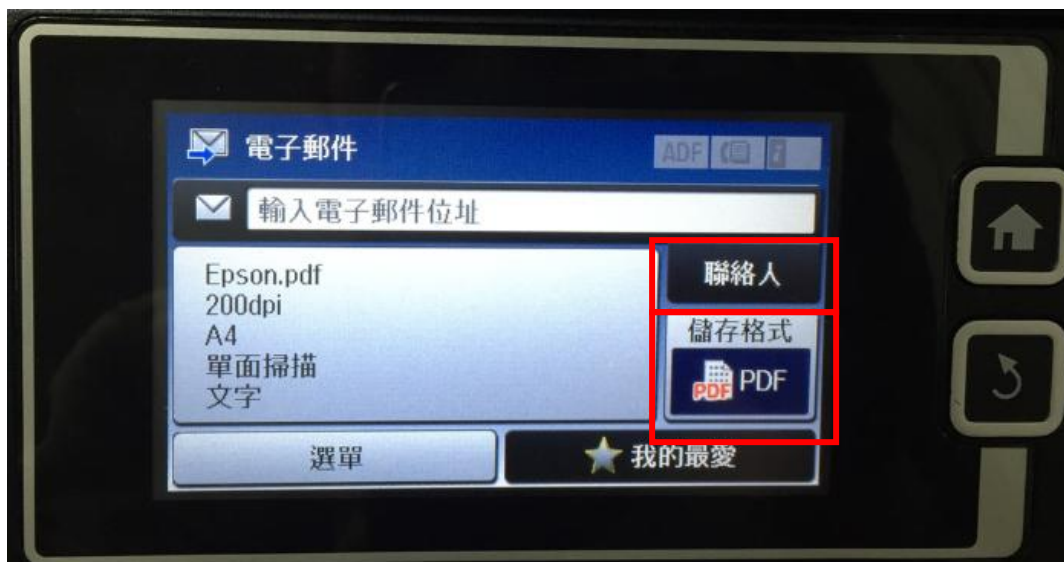 電子郵件
ADF
輸入電子郵件位址
Epson.pdf
200dpi
A4
單面掃描
文字
聯絡人
儲存格式
PDF PDF
選單
我的最愛